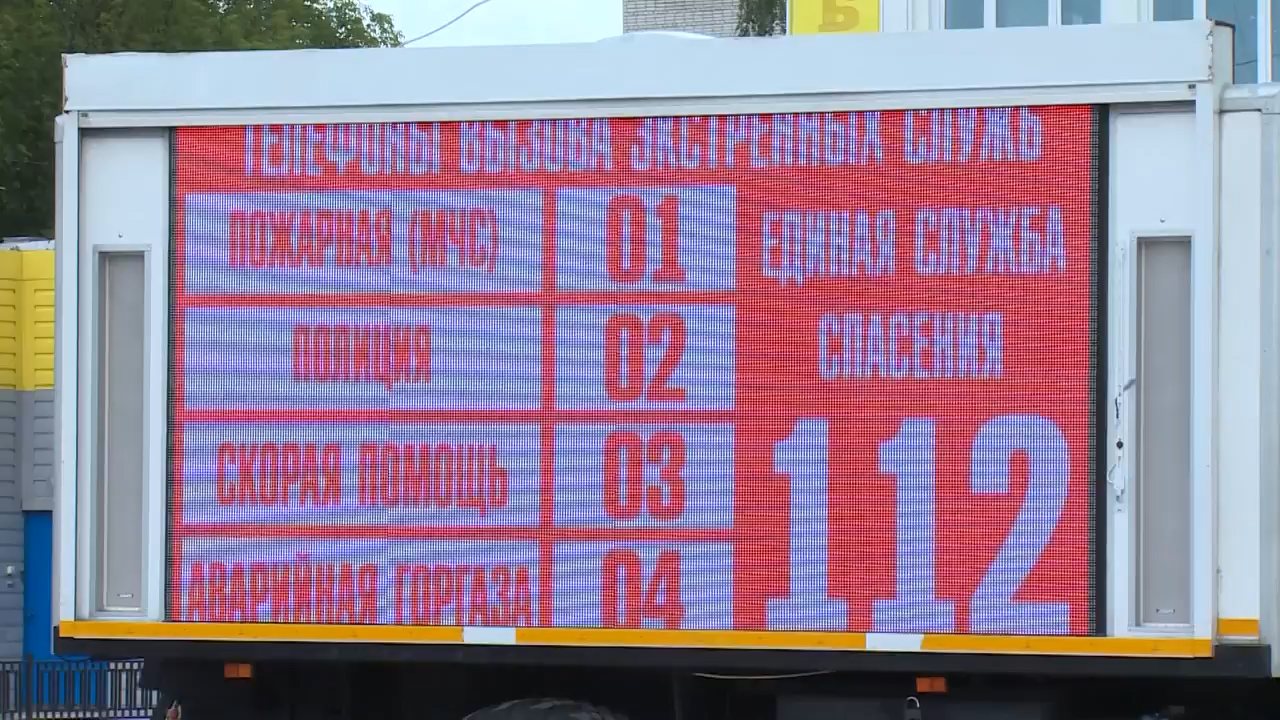 Ь
ТЕЛЕФОНЫ ВЫЗОВА ЭКСТРЕННЫХ СЛУЖБ
ПОЖАРНАЯ (МЧС) 01
ПОЛИЦИЯ 02
СКОРАЯ ПОМОЩЬ 03
АВАРИЙНАЯ ГОРГАЗА 04
ЕДИНАЯ СЛУЖБА
СПАСЕНИЯ
112